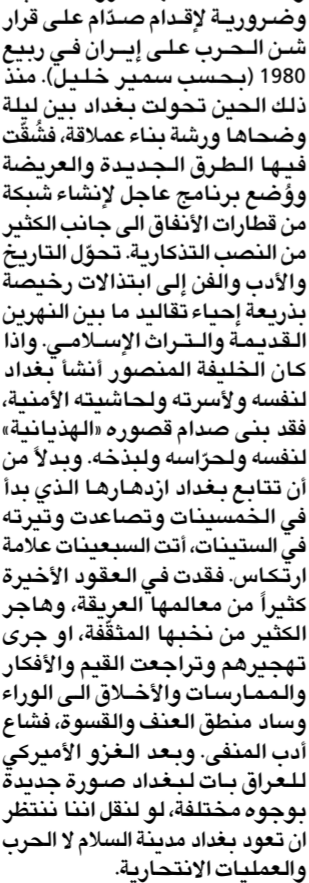 وضرورية لإقدام صدّام على قرار
شن الحرب على إيران في ربيع
1980 (بحسب سمير خليل). منذ
ذلك الحين تحولت بغداد بين ليلة
وضحاها ورشة بناء عملاقة، فشُقّت
فيها الطرق الجديدة والعريضة
ووُضع برنامج عاجل لإنشاء شبكة
من قطارات الأنفاق الى جانب الكثير
من النصب التذكارية. تحوّل التاريخ
والأدب والفن إلى ابتذالات رخيصة
بذريعة إحياء تقاليد ما بين النهرين
القديمة والتراث الإسلامي. واذا
كان الخليفة المنصور أنشأ بغداد
لنفسه ولأسرته ولحاشيته الأمنية،
فقد بنى صدام قصوره «الهذيانية»
لنفسه ولحرّاسه ولبذخه. وبدلاً من
أن تتابع بغداد ازدهارها الذي بدأ
في الخمسينات وتصاعدت وتيرته
في الستينات، أتت السبعينات علامة
ارتكاس. فقدت في العقود الأخيرة
كثيراً من معالمها العريقة، وهاجر
الكثير من نخبها المثقّفة، او جرى
تهجيرهم وتراجعت القيم والأفكار
والممارسات والأخلاق الى الوراء
وساد منطق العنف والقسوة، فشاع
أدب المنفى. وبعد الغزو الأميركي
للعراق بات لبغداد صورة جديدة
بوجوه مختلفة، لو لنقل اننا ننتظر
ان تعود بغداد مدينة السلام لا الحرب
والعمليات الانتحارية.